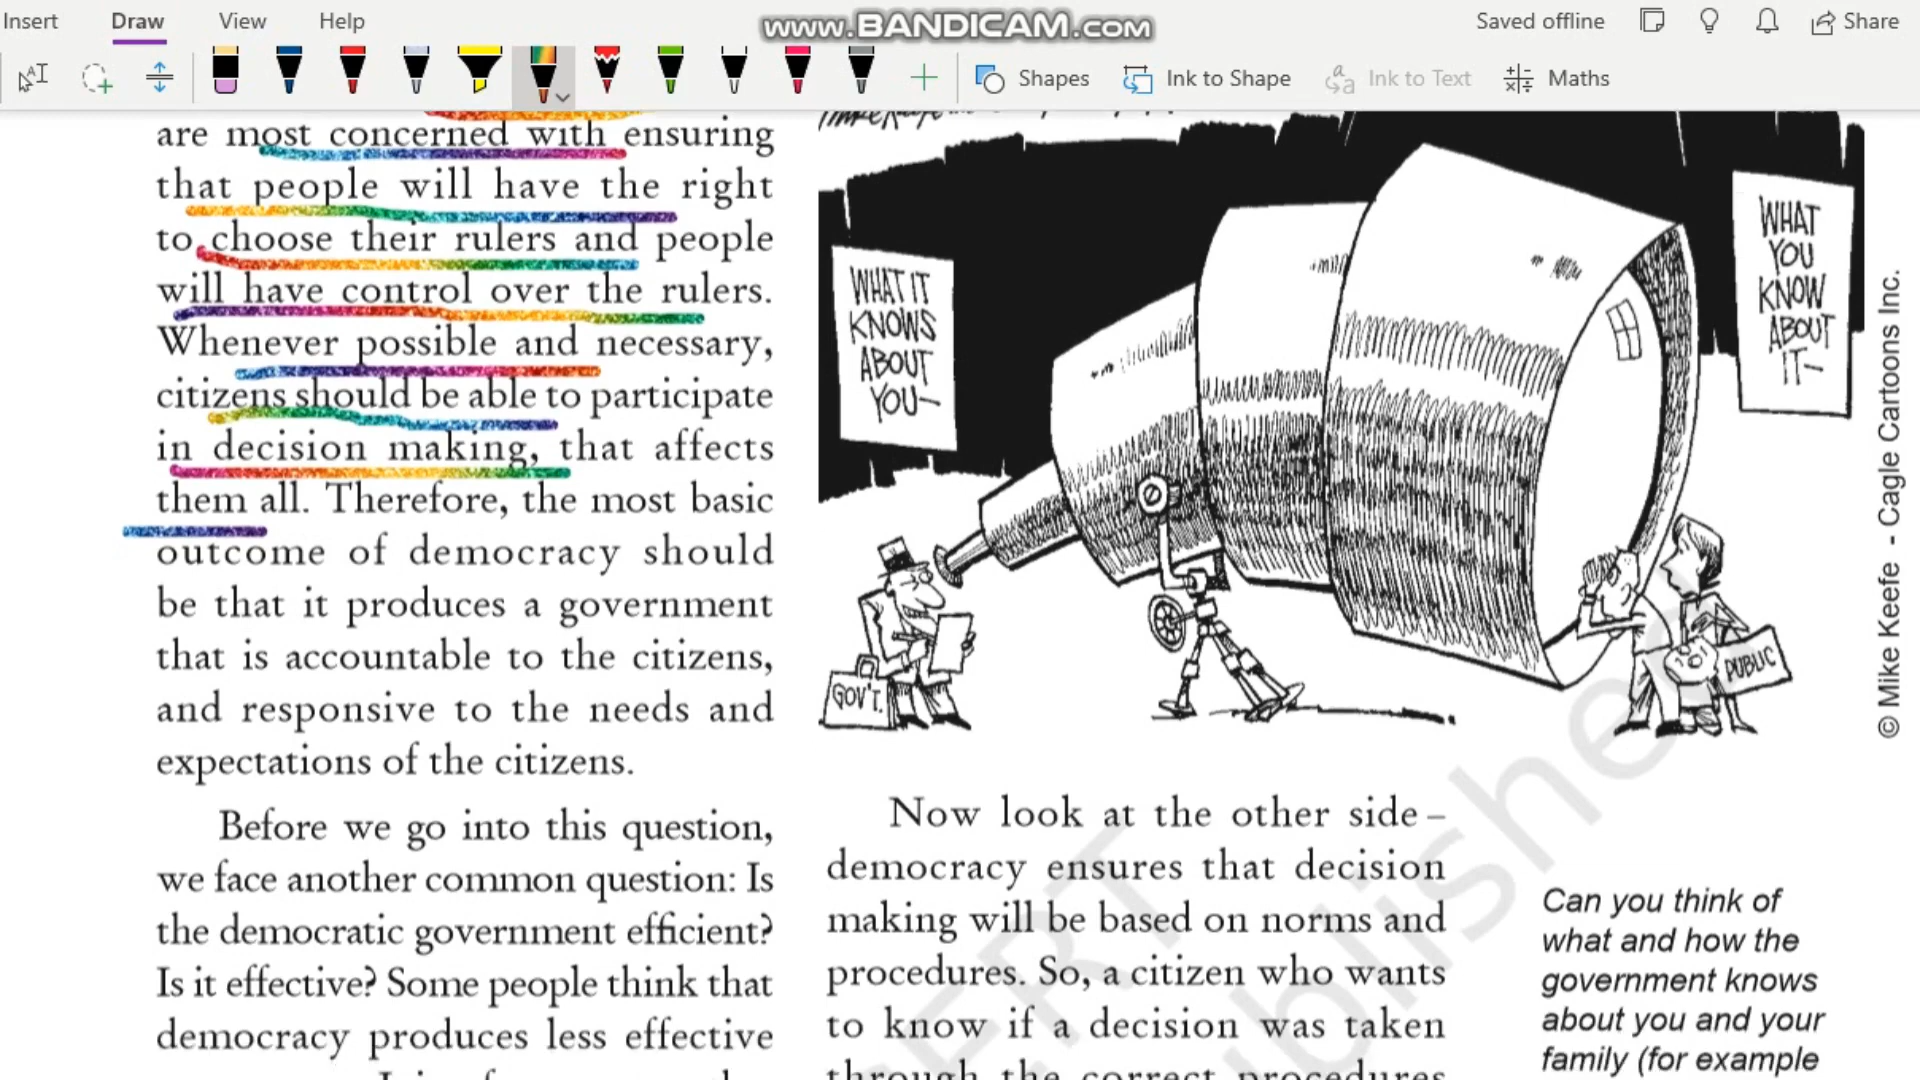 Insert
Draw
View
Help
www.BANDICAM.com
Saved offline
Share
Shapes
Ink to Shape
Ink to Text
Maths
are most concerned with ensuring
that people will have the right
to choose their rulers and people
will have control over the rulers.
Whenever possible and necessary,
citizens should be able to participate
in decision making, that affects
them all. Therefore, the most basic
outcome of democracy should
be that it produces a government
that is accountable to the citizens,
and responsive to the needs and
expectations of the citizens.
Before we go into this question,
we face another common question: Is
the democratic government efficient?
Is it effective? Some people think that
democracy produces less effective
WHAT IT
KNOWS
ABOUT
YOU—
WHAT
YOU
KNOW
ABOUT
IT—
GOV'T.
PUBLIC
© Mike Keefe - Cagle Cartoons Inc.
Now look at the other side –
democracy ensures that decision
making will be based on norms and
procedures. So, a citizen who wants
to know if a decision was taken
through the correct procedures
Can you think of
what and how the
government knows
about you and your
family (for example